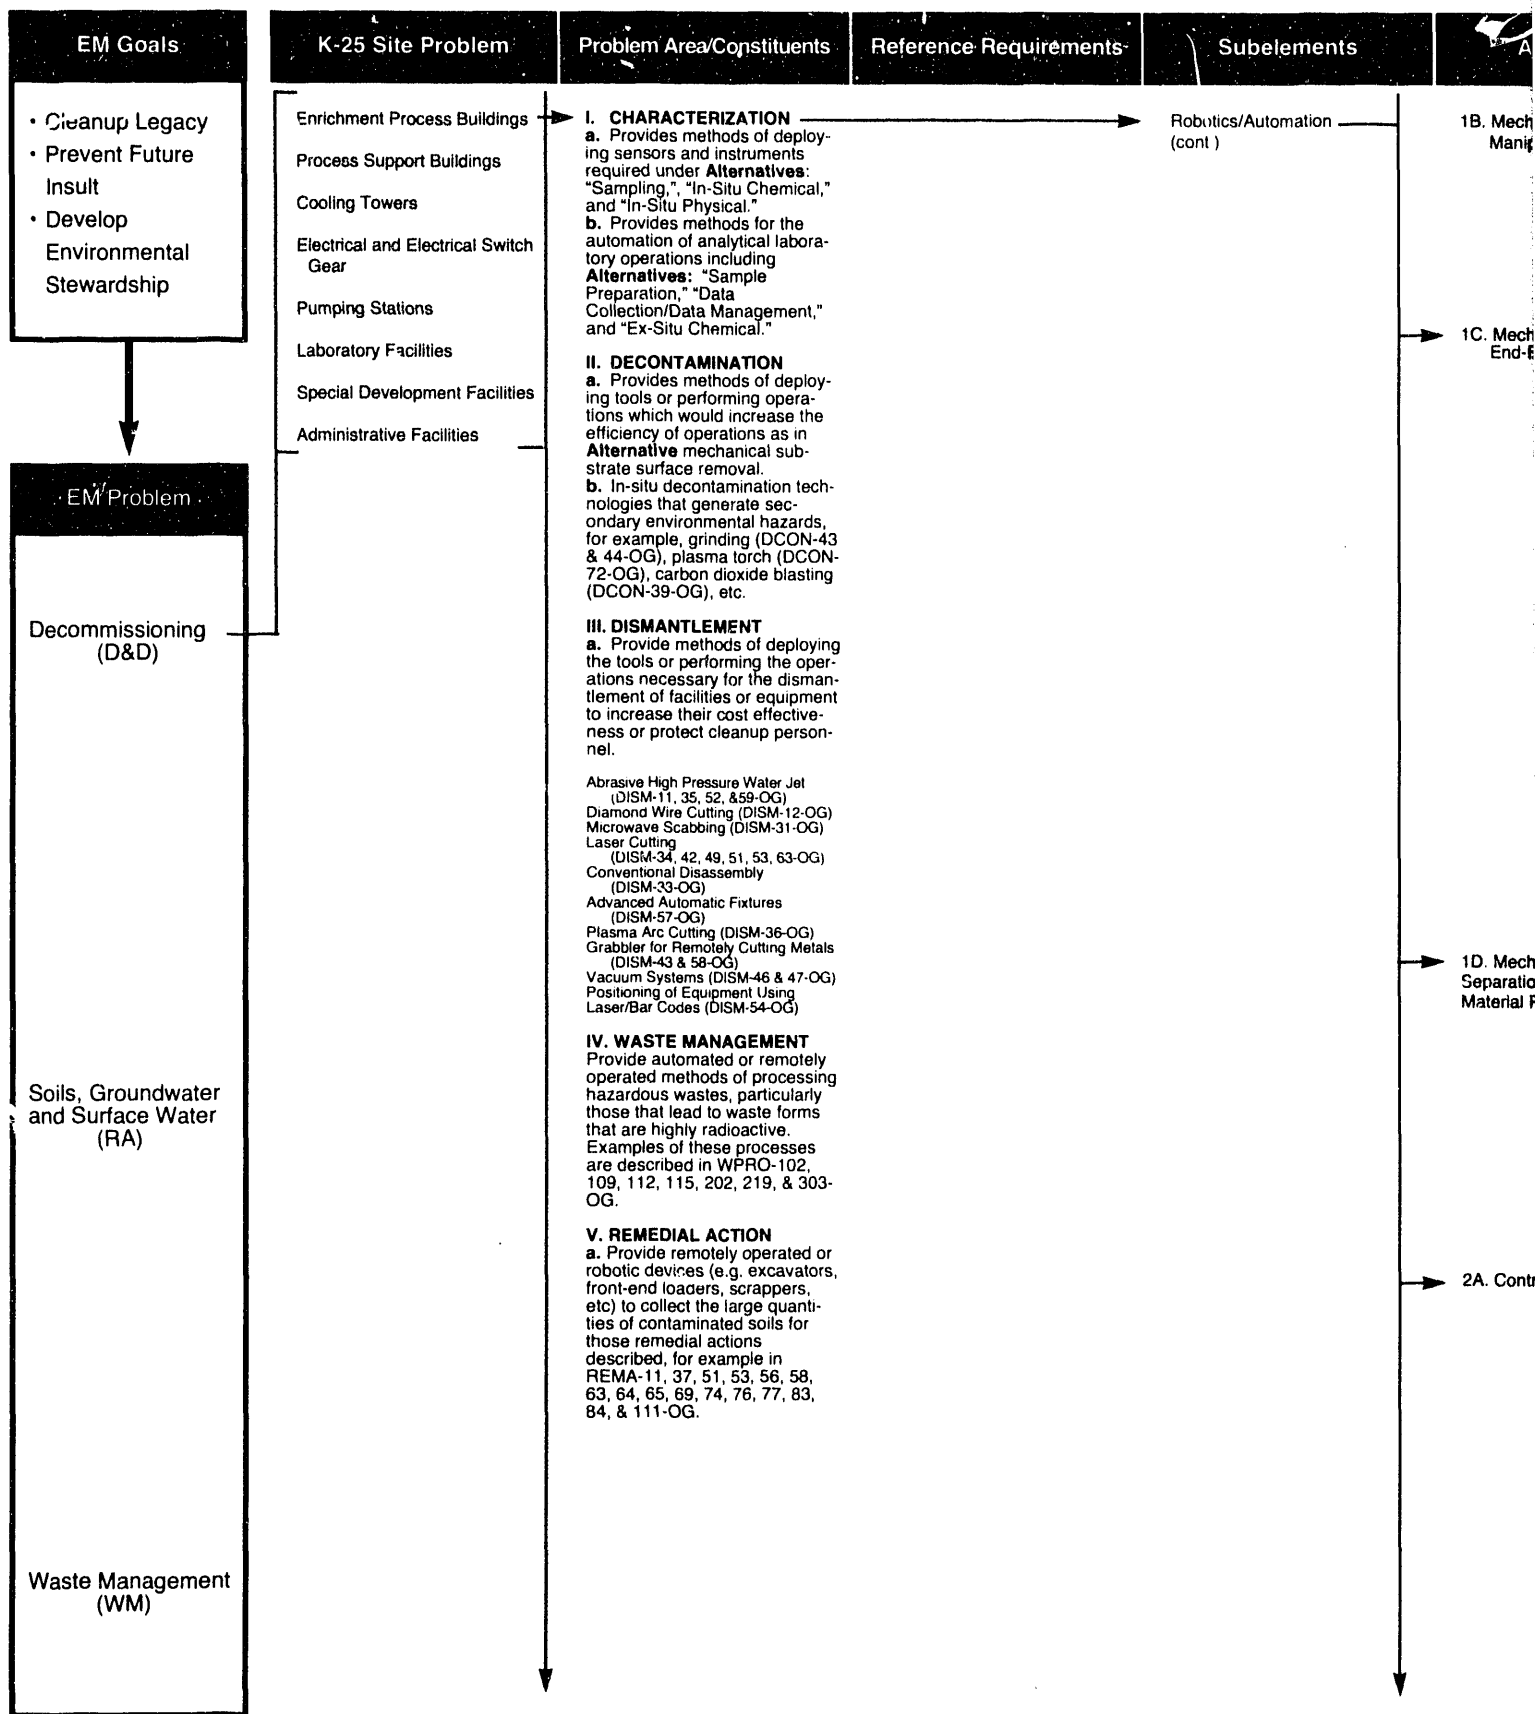 EM Goals
K-25 Site Problem
Problem Area/Constituents
Reference Requirements
Subelements
A
• Cleanup Legacy
• Prevent Future
Insult
• Develop
Environmental
Stewardship
EM Problem
Decommissioning
(D&D)
Soils, Groundwater
and Surface Water
(RA)
Waste Management
(WM)
Enrichment Process Buildings
Process Support Buildings
Cooling Towers
Electrical and Electrical Switch
Gear
Pumping Stations
Laboratory Facilities
Special Development Facilities
Administrative Facilities
I. CHARACTERIZATION
a. Provides methods of deploy-
ing sensors and instruments
required under Alternatives:
"Sampling,", "In-Situ Chemical,"
and "In-Situ Physical."
b. Provides methods for the
automation of analytical labora-
tory operations including
Alternatives: "Sample
Preparation," "Data
Collection/Data Management,"
and "Ex-Situ Chemical."
II. DECONTAMINATION
a. Provides methods of deploy-
ing tools or performing opera-
tions which would increase the
efficiency of operations as in
Alternative mechanical sub-
strate surface removal.
b. In-situ decontamination tech-
nologies that generate sec-
ondary environmental hazards,
for example, grinding (DCON-43
& 44-OG), plasma torch (DCON-
72-OG), carbon dioxide blasting
(DCON-39-OG), etc.
III. DISMANTLEMENT
a. Provide methods of deploying
the tools or performing the oper-
ations necessary for the disman-
tlement of facilities or equipment
to increase their cost effective-
ness or protect cleanup person-
nel.
Abrasive High Pressure Water Jet
(DISM-11, 35, 52, &59-OG)
Diamond Wire Cutting (DISM-12-OG)
Microwave Scabbing (DISM-31-OG)
Laser Cutting
(DISM-34, 42, 49, 51, 53, 63-OG)
Conventional Disassembly
(DISM-33-OG)
Advanced Automatic Fixtures
(DISM-57-OG)
Plasma Arc Cutting (DISM-36-OG)
Grabbler for Remotely Cutting Metals
(DISM-43 & 58-OG)
Vacuum Systems (DISM-46 & 47-OG)
Positioning of Equipment Using
Laser/Bar Codes (DISM-54-OG)
IV. WASTE MANAGEMENT
Provide automated or remotely
operated methods of processing
hazardous wastes, particularly
those that lead to waste forms
that are highly radioactive.
Examples of these processes
are described in WPRO-102,
109, 112, 115, 202, 219, & 303-
OG.
V. REMEDIAL ACTION
a. Provide remotely operated or
robotic devices (e.g. excavators,
front-end loaders, scrappers,
etc) to collect the large quanti-
ties of contaminated soils for
those remedial actions
described, for example in
REMA-11, 37, 51, 53, 56, 58,
63, 64, 65, 69, 74, 76, 77, 83,
84, & 111-OG.
Robotics/Automation
(cont )
1B. Mech
Manip
1C. Mech
End-E
1D. Mech
Separatio
Material
2A. Contr